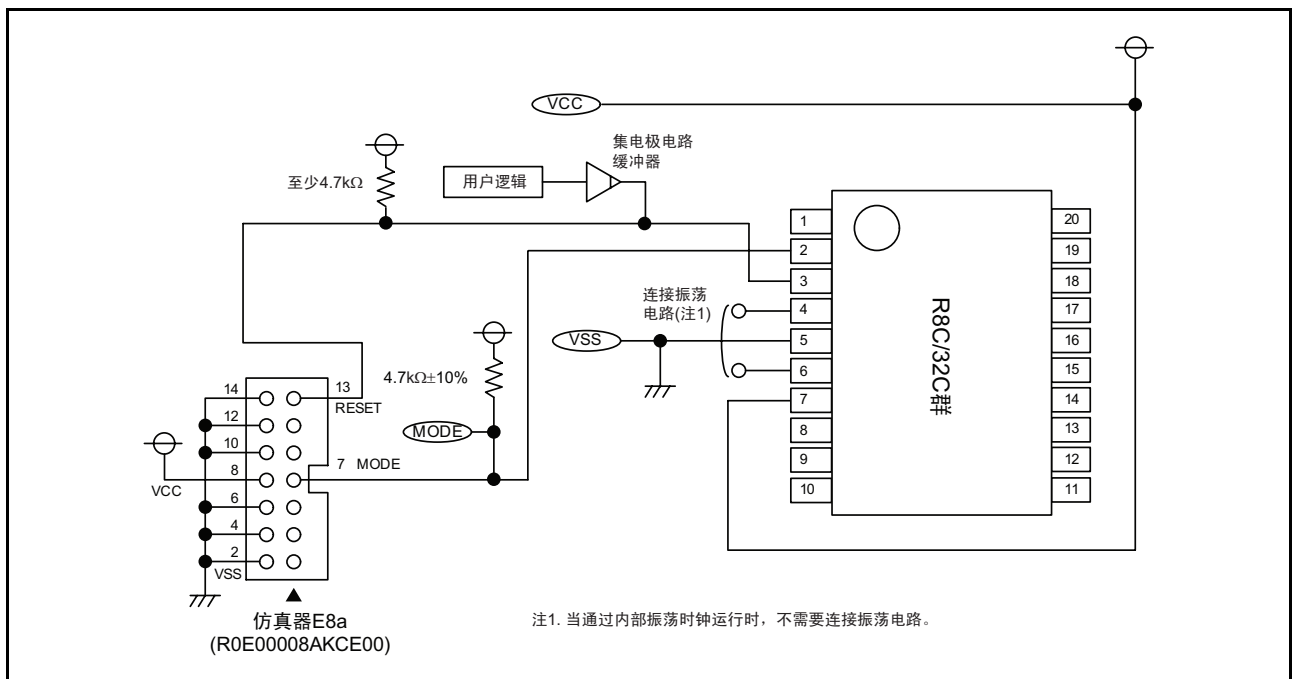 VCC
集电极电路
缓冲器
至少4.7kΩ
用户逻辑
1
2
3
4
5
6
7
8
9
10
20
19
18
17
16
15
14
13
12
11
R8C/32C群
连接振荡
电路(注1)
VSS
4.7kΩ±10%
MODE
14
12
10
8
6
4
2
13
RESET
7 MODE
VCC
VSS
仿真器E8a
(R0E00008AKCE00)
注1. 当通过内部振荡时钟运行时，不需要连接振荡电路。